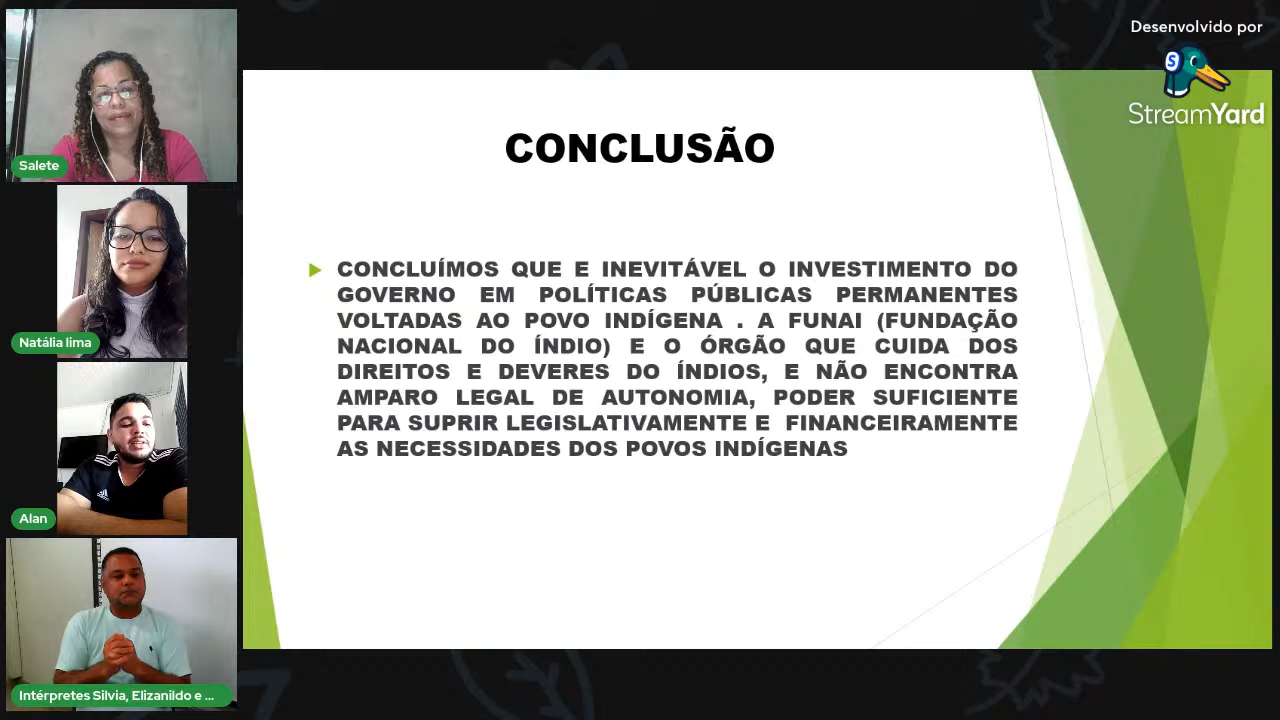 Desenvolvido por
StreamYard
Salete
Natália lima
Alan
Intérpretes Silvia, Elizanildo e ...
CONCLUSÃO
CONCLUÍMOS QUE E INEVITÁVEL O INVESTIMENTO DO
GOVERNO EM POLÍTICAS PÚBLICAS PERMANENTES
VOLTADAS AO POVO INDÍGENA . A FUNAI (FUNDAÇÃO
NACIONAL DO ÍNDIO) E O ÓRGÃO QUE CUIDA DOS
DIREITOS E DEVERES DO ÍNDIOS, E NÃO ENCONTRA
AMPARO LEGAL DE AUTONOMIA, PODER SUFICIENTE
PARA SUPRIR LEGISLATIVAMENTE E FINANCEIRAMENTE
AS NECESSIDADES DOS POVOS INDÍGENAS